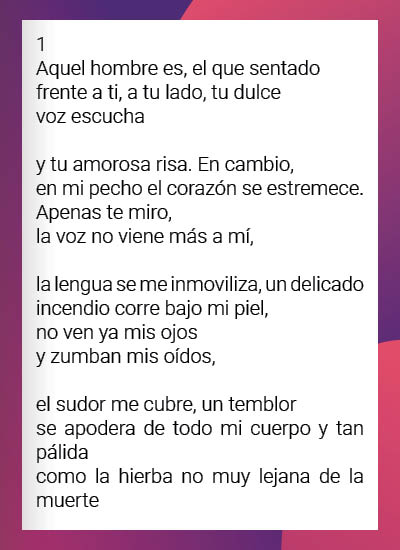 1
Aquel hombre es, el que sentado
frente a ti, a tu lado, tu dulce
voz escucha
y tu amorosa risa. En cambio,
en mi pecho el corazón se estremece.
Apenas te miro,
la voz no viene más a mí,
la lengua se me inmoviliza, un delicado
incendio corre bajo mi piel,
no ven ya mis ojos
y zumban mis oídos,
el sudor me cubre, un temblor
se apodera de todo mi cuerpo y tan
pálida
como la hierba no muy lejana de la
muerte